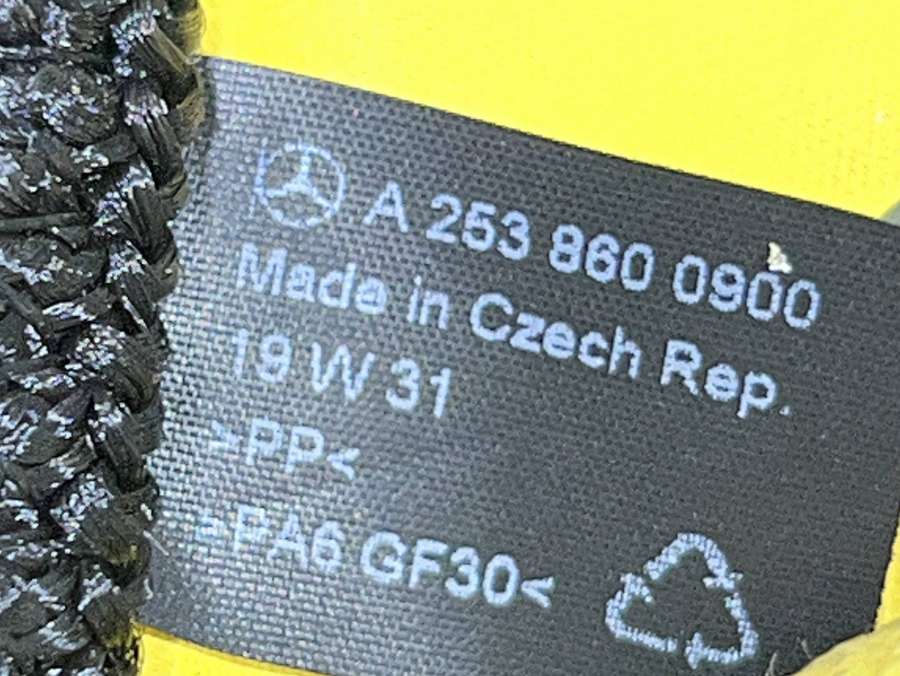 A 253 860 0900
Made in Czech Rep.
19 W 31
>PP<
>PA6 GF30<